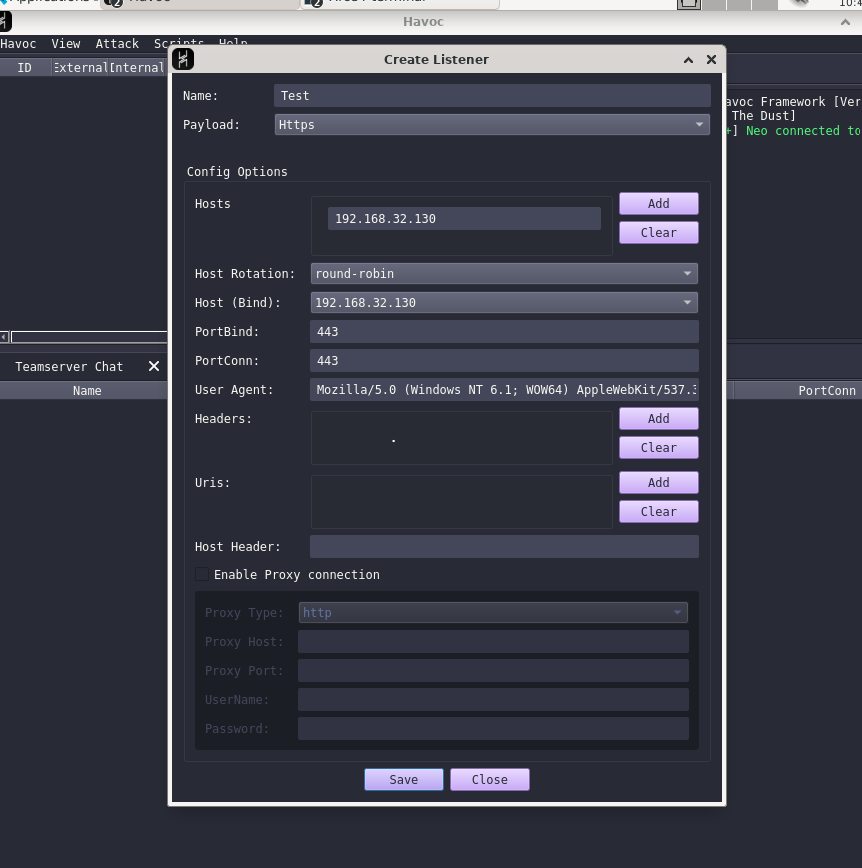 Havoc
Havoc View Attack Scripts Help
ID External Internal
Create Listener
Name: Test
Payload: Https
avoc Framework [Ver
The Dust]
+] Neo connected to
Config Options
Hosts 192.168.32.130 Add
Clear
Host Rotation: round-robin
Host (Bind): 192.168.32.130
PortBind: 443
PortConn: 443
User Agent: Mozilla/5.0 (Windows NT 6.1; WOW64) AppleWebKit/537.3
Headers: Add
Clear
Uris: Add
Clear
Host Header:
Enable Proxy connection
Proxy Type: http
Proxy Host:
Proxy Port:
UserName:
Password:
Save Close
Teamserver Chat
Name PortConn